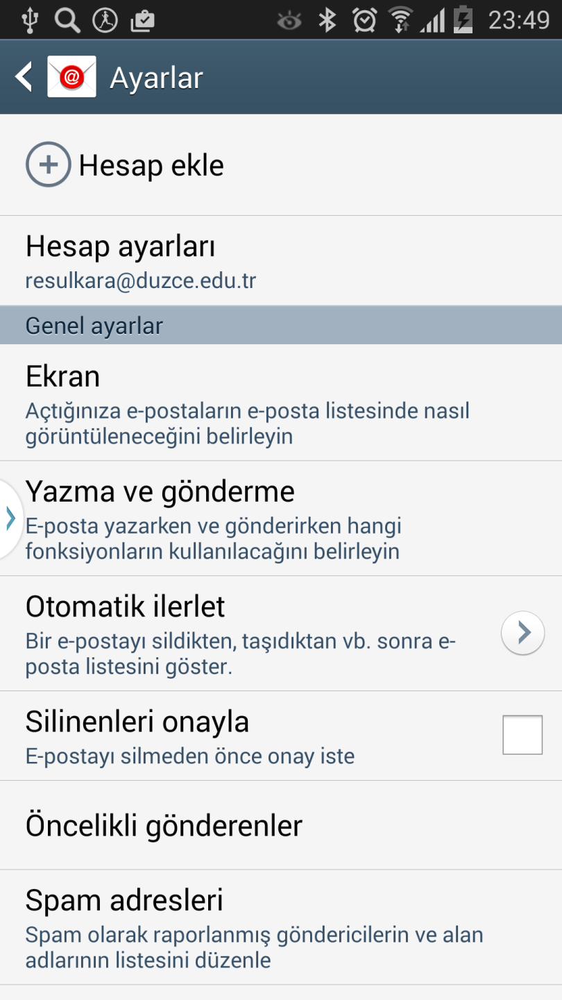 23:49
@ Ayarlar
Hesap ekle
Hesap ayarları
resulkara@duzce.edu.tr
Genel ayarlar
Ekran
Açtığınıza e-postaların e-posta listesinde nasıl
görüntüleneceğini belirleyin
Yazma ve gönderme
E-posta yazarken ve gönderirken hangi
fonksiyonların kullanılacağını belirleyin
Otomatik ilerlet
Bir e-postayı sildikten, taşıdıktan vb. sonra e-
posta listesini göster.
Silinenleri onayla
E-postayı silmeden önce onay iste
Öncelikli gönderenler
Spam adresleri
Spam olarak raporlanmış göndericilerin ve alan
adlarının listesini düzenle